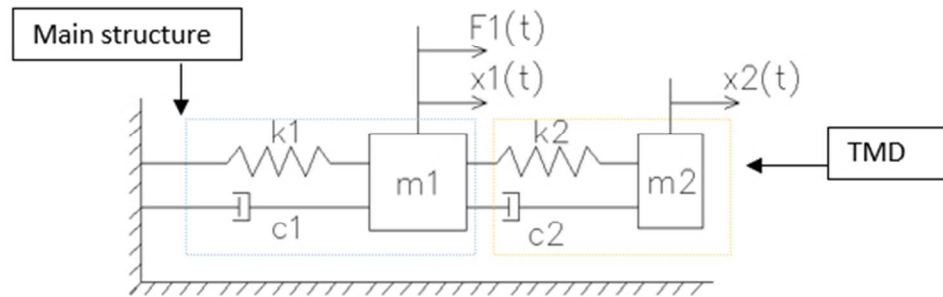 Main structure
F1(t)
x1(t)
x2(t)
k1
k2
TMD
m1
m2
c1
c2